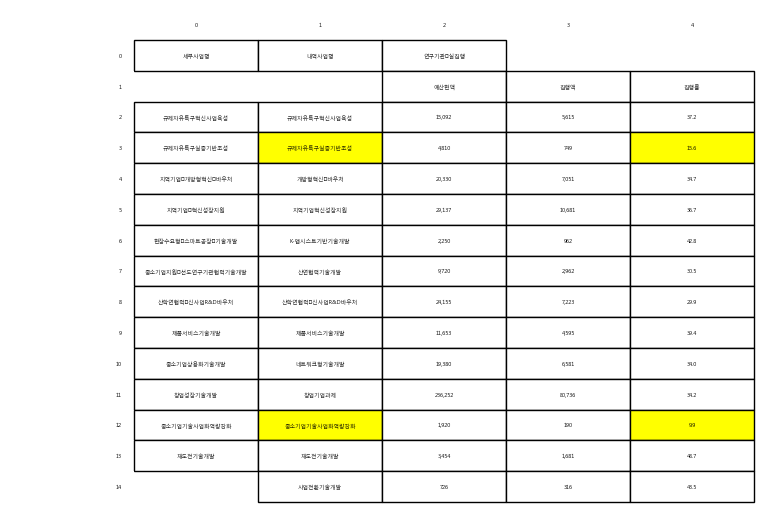 0 1 2 3 4
0 세부사업명 내역사업명 연구기관□실집행
1 예산현액 집행액 집행률
2 규제자유특구혁신사업육성 규제자유특구혁신사업육성 15,092 5,615 37.2
3 규제자유특구실증기반조성 규제자유특구실증기반조성 4,810 749 15.6
4 지역기업□개방형혁신□바우처 개방형혁신□바우처 20,330 7,051 34.7
5 지역기업□혁신성장지원 지역기업혁신성장지원 29,137 10,681 36.7
6 현장수요형□스마트공장□기술개발 K-앱시스트기반기술개발 2,250 962 42.8
7 중소기업지원□선도연구기관협력기술개발 산연협력기술개발 9,720 2,962 30.5
8 산학연협력□신사업R&D바우처 산학연협력□신사업R&D바우처 24,155 7,223 29.9
9 제품서비스기술개발 제품서비스기술개발 11,653 4,595 39.4
10 중소기업상용화기술개발 네트워크형기술개발 19,380 6,581 34.0
11 창업성장기술개발 창업기업과제 236,252 80,736 34.2
12 중소기업기술사업화역량강화 중소기업기술사업화역량강화 1,920 190 9.9
13 재도전기술개발 재도전기술개발 3,454 1,681 48.7
14 사업전환기술개발 726 316 43.5